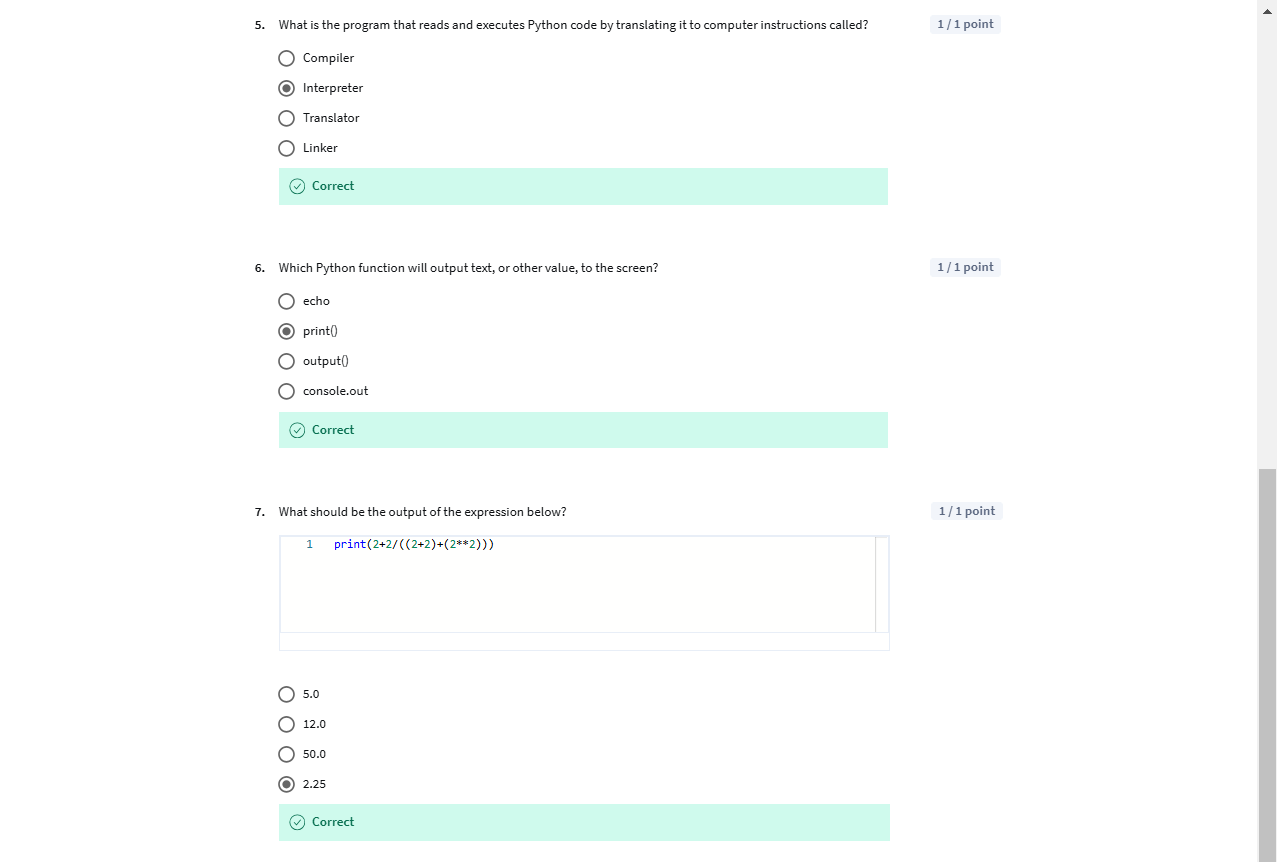 5. What is the program that reads and executes Python code by translating it to computer instructions called? 1 / 1 point
Compiler
Interpreter
Translator
Linker
Correct
6. Which Python function will output text, or other value, to the screen? 1 / 1 point
echo
print()
output()
console.out
Correct
7. What should be the output of the expression below? 1 / 1 point
1 print(2+2/((2+2)+(2**2)))
5.0
12.0
50.0
2.25
Correct